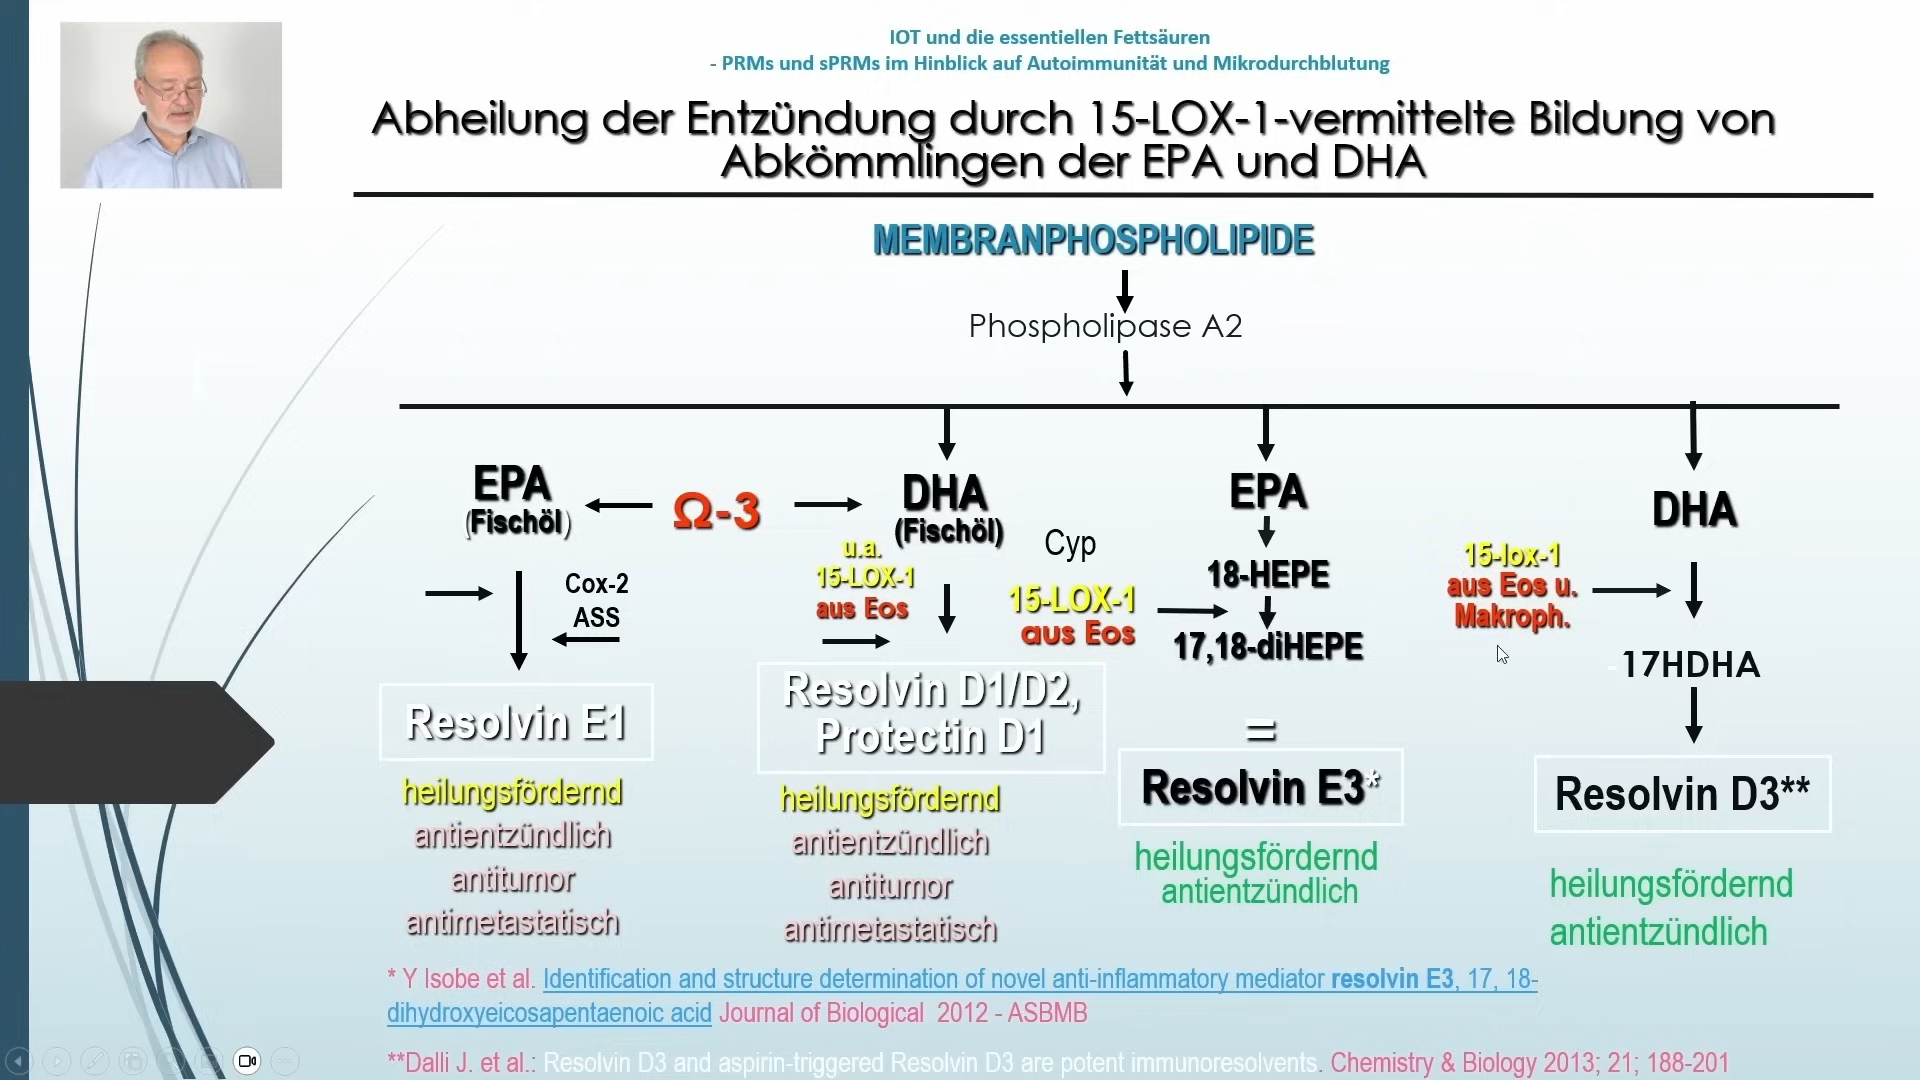 IOT und die essentiellen Fettsäuren
- PRMs und sPRMs im Hinblick auf Autoimmunität und Mikrodurchblutung
Abheilung der Entzündung durch 15-LOX-1-vermittelte Bildung von
Abkömmlingen der EPA und DHA
MEMBRANPHOSPHOLIPIDE
Phospholipase A2
EPA
(Fischöl)
Ω-3
DHA
(Fischöl)
EPA
DHA
Cox-2
ASS
u.a.
15-LOX-1
aus Eos
Cyp
15-LOX-1
aus Eos
18-HEPE
17,18-diHEPE
15-lox-1
aus Eos u.
Makroph.
17HDHA
Resolvin E1
Resolvin D1/D2,
Protectin D1
=
Resolvin E3*
Resolvin D3**
heilungsfördernd
antientzündlich
antitumor
antimetastatisch
heilungsfördernd
antientzündlich
antitumor
antimetastatisch
heilungsfördernd
antientzündlich
heilungsfördernd
antientzündlich
* Y Isobe et al. Identification and structure determination of novel anti-inflammatory mediator resolvin E3, 17, 18-
dihydroxyeicosapentaenoic acid Journal of Biological 2012 - ASBMB
**Dalli J. et al.: Resolvin D3 and aspirin-triggered Resolvin D3 are potent immunoresolvents. Chemistry & Biology 2013; 21; 188-201